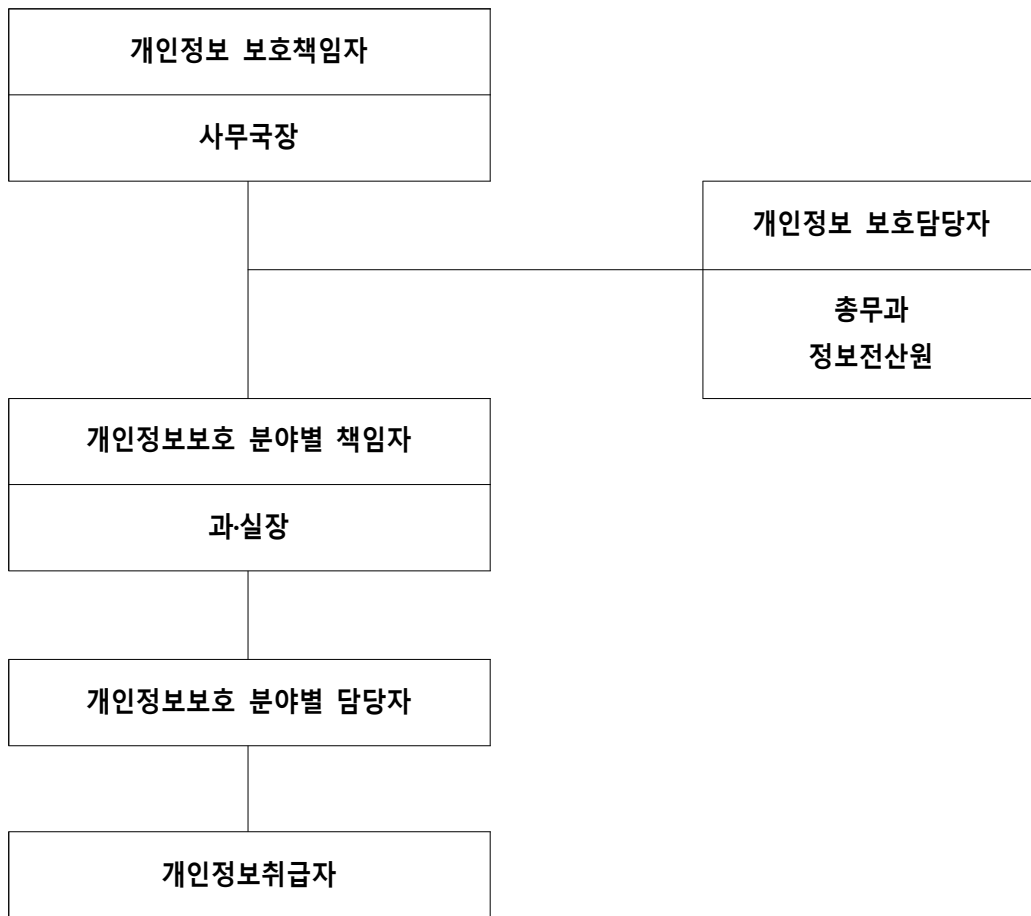 개인정보 보호책임자
사무국장
개인정보 보호담당자
총무과
정보전산원
개인정보보호 분야별 책임자
과·실장
개인정보보호 분야별 담당자
개인정보취급자